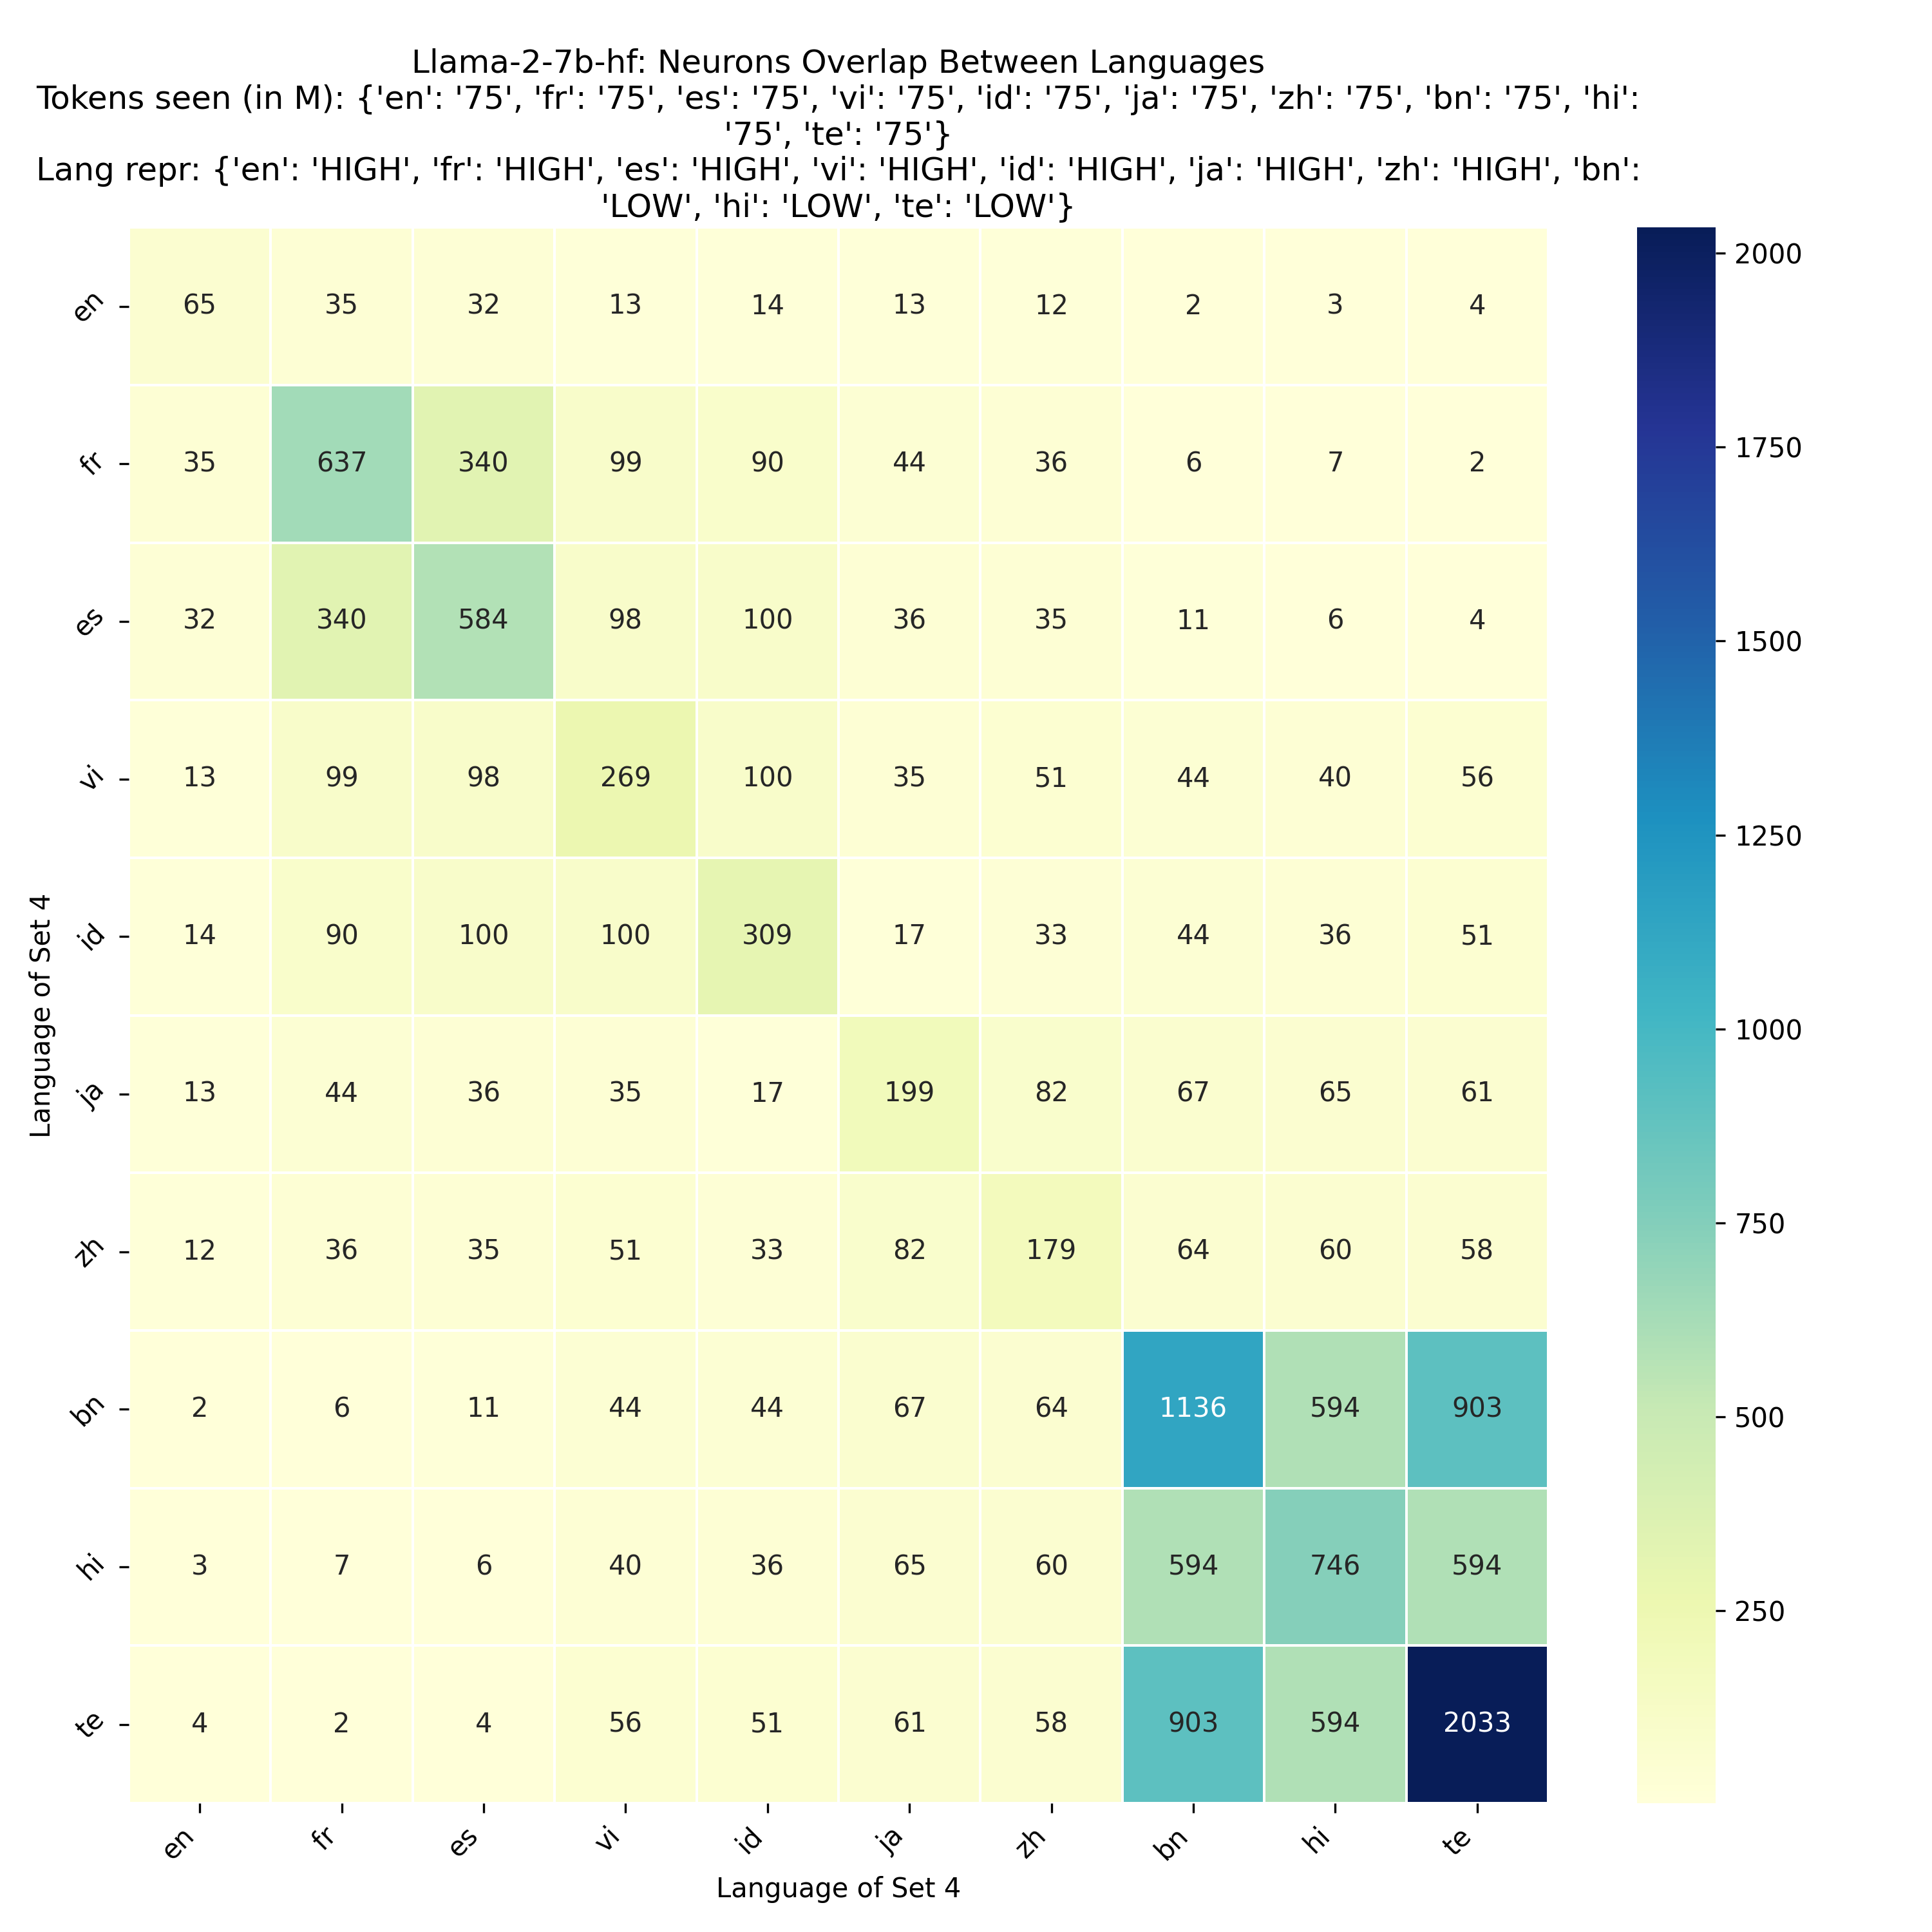 Llama-2-7b-hf: Neurons Overlap Between Languages
Tokens seen (in M): {'en': '75', 'fr': '75', 'es': '75', 'vi': '75', 'id': '75', 'ja': '75', 'zh': '75', 'bn': '75', 'hi':
'75', 'te': '75'}
Lang repr: {'en': 'HIGH', 'fr': 'HIGH', 'es': 'HIGH', 'vi': 'HIGH', 'id': 'HIGH', 'ja': 'HIGH', 'zh': 'HIGH', 'bn':
'LOW', 'hi': 'LOW', 'te': 'LOW'}
en 65 35 32 13 14 13 12 2 3 4
fr 35 637 340 99 90 44 36 6 7 2
es 32 340 584 98 100 36 35 11 6 4
vi 13 99 98 269 100 35 51 44 40 56
id 14 90 100 100 309 17 33 44 36 51
ja 13 44 36 35 17 199 82 67 65 61
zh 12 36 35 51 33 82 179 64 60 58
bn 2 6 11 44 44 67 64 1136 594 903
hi 3 7 6 40 36 65 60 594 746 594
te 4 2 4 56 51 61 58 903 594 2033
en fr es vi id ja zh bn hi te
Language of Set 4
Language of Set 4
2000
1750
1500
1250
1000
750
500
250